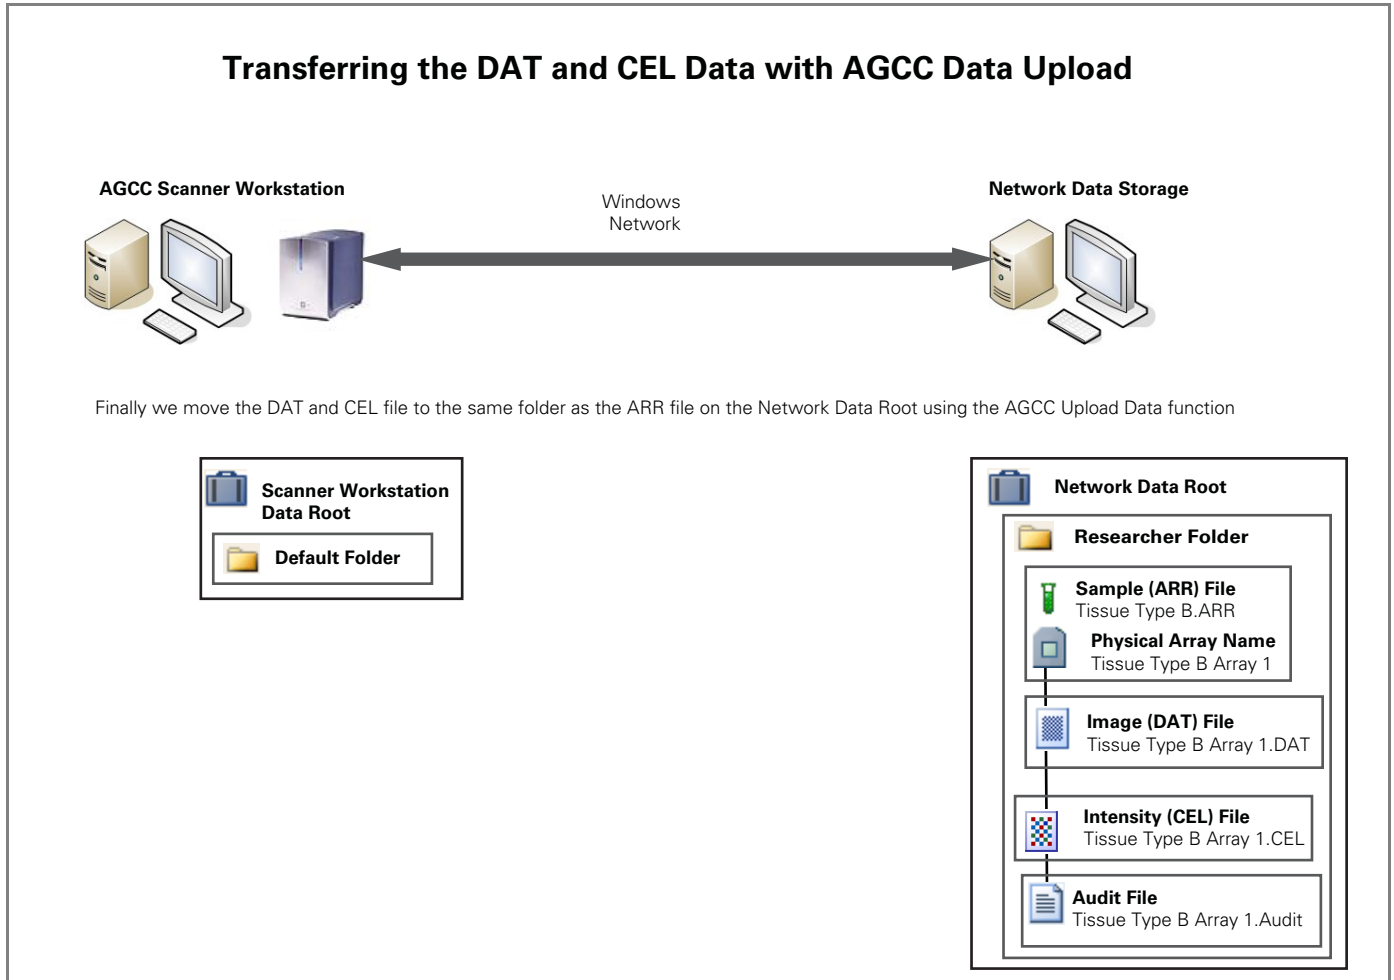 Transferring the DAT and CEL Data with AGCC Data Upload
AGCC Scanner Workstation
Windows
Network
Network Data Storage
Finally we move the DAT and CEL file to the same folder as the ARR file on the Network Data Root using the AGCC Upload Data function
Scanner Workstation
Data Root
Default Folder
Network Data Root
Researcher Folder
Sample (ARR) File
Tissue Type B.ARR
Physical Array Name
Tissue Type B Array 1
Image (DAT) File
Tissue Type B Array 1.DAT
Intensity (CEL) File
Tissue Type B Array 1.CEL
Audit File
Tissue Type B Array 1.Audit